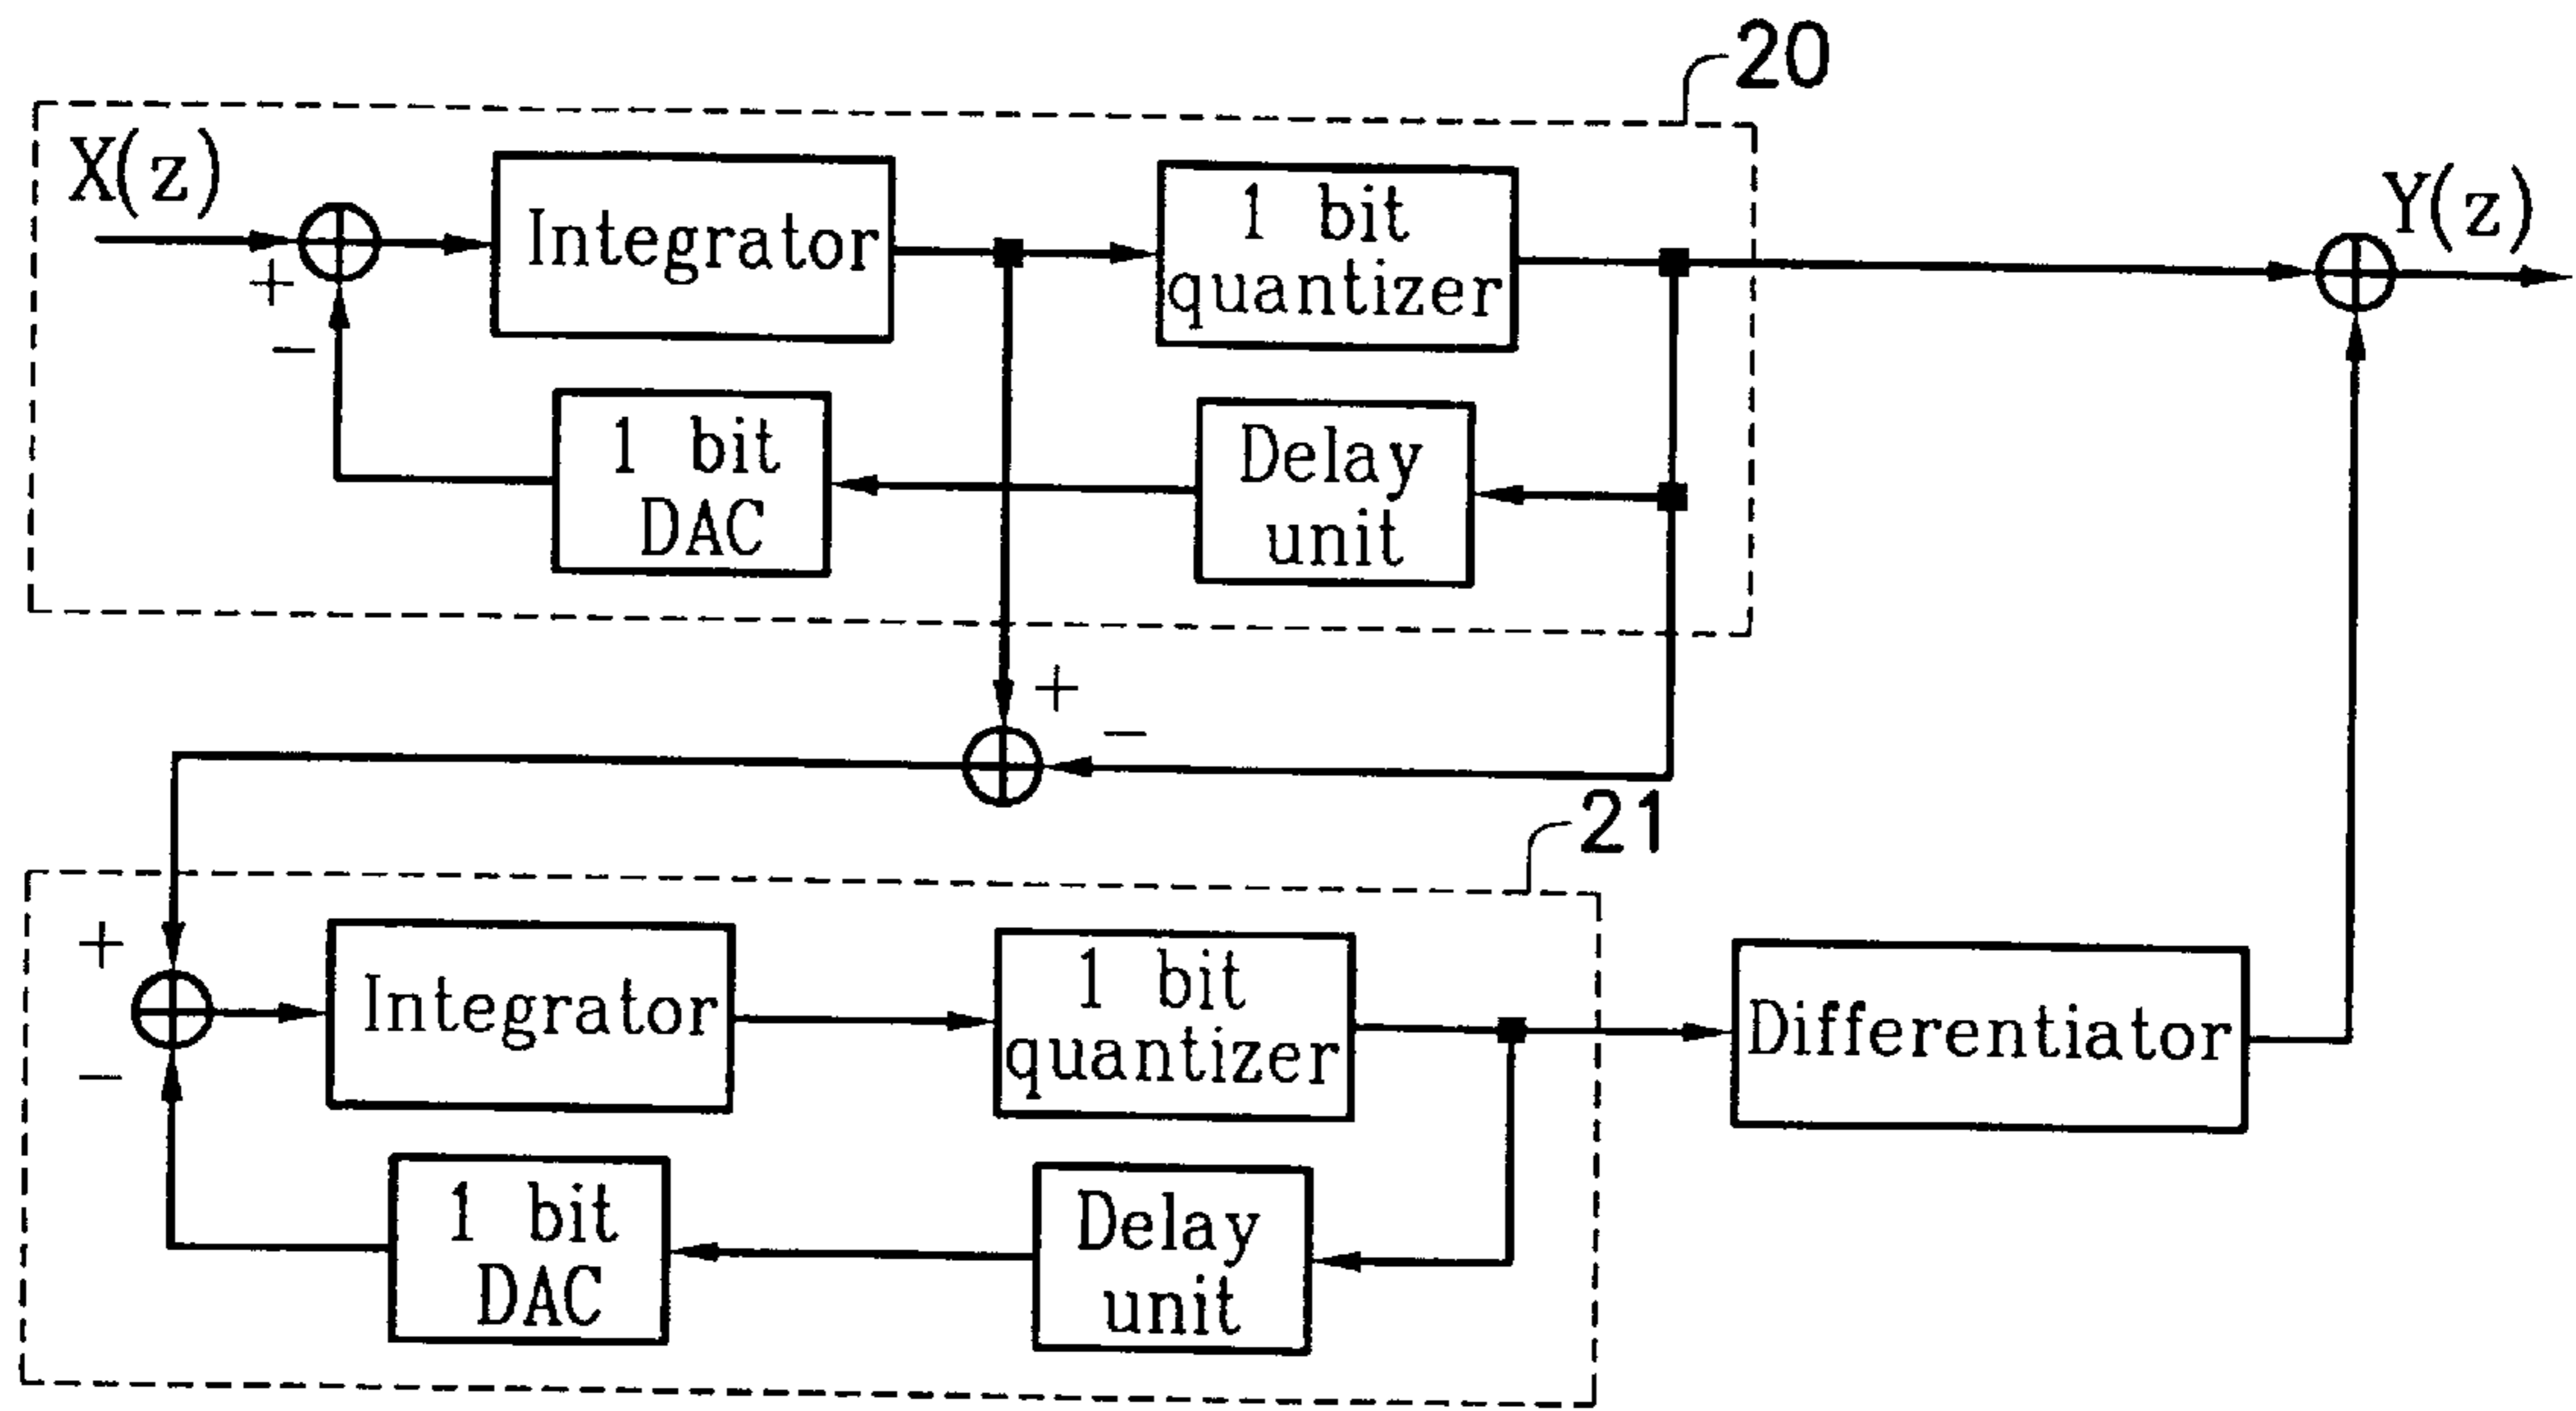 20
X(z)
Integrator
1 bit
quantizer
Y(z)
+
−
1 bit
DAC
Delay
unit
+
−
21
+
Integrator
1 bit
quantizer
Differentiator
−
1 bit
DAC
Delay
unit